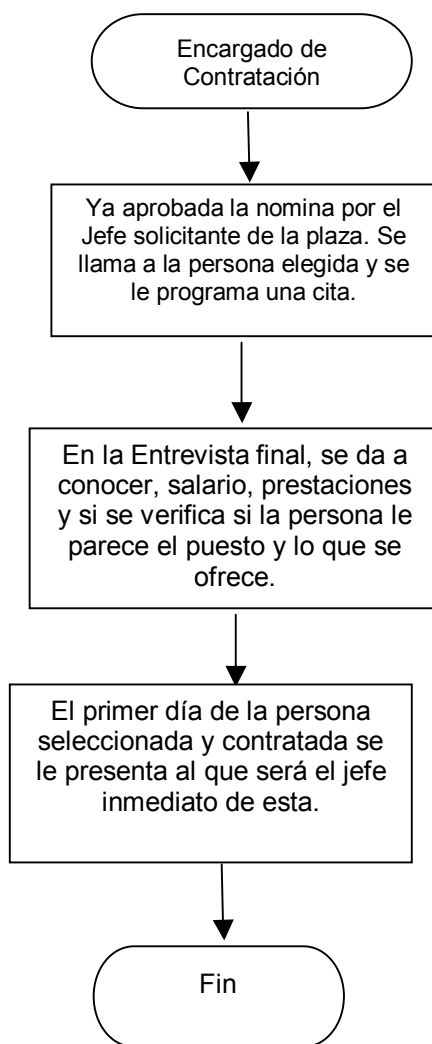 Encargado de
Contratación
Ya aprobada la nomina por el
Jefe solicitante de la plaza. Se
llama a la persona elegida y se
le programa una cita.
En la Entrevista final, se da a
conocer, salario, prestaciones
y si se verifica si la persona le
parece el puesto y lo que se
ofrece.
El primer día de la persona
seleccionada y contratada se
le presenta al que será el jefe
inmediato de esta.
Fin